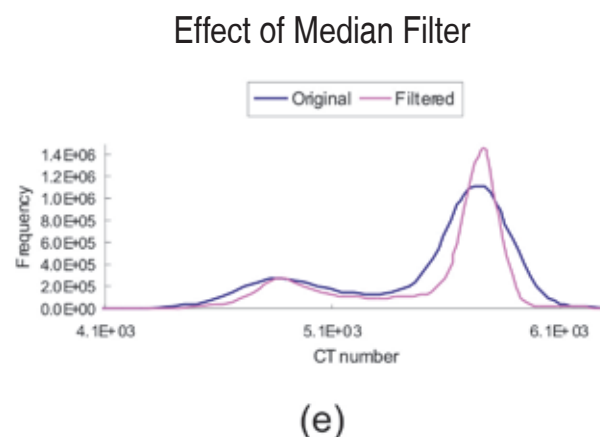 Effect of Median Filter
Original Filtered
1.4E+06
1.2E+06
1.0E+06
8.0E+05
6.0E+05
4.0E+05
2.0E+05
0.0E+00
Frequency
4.1E+03 5.1E+03 6.1E+03
CT number
(e)